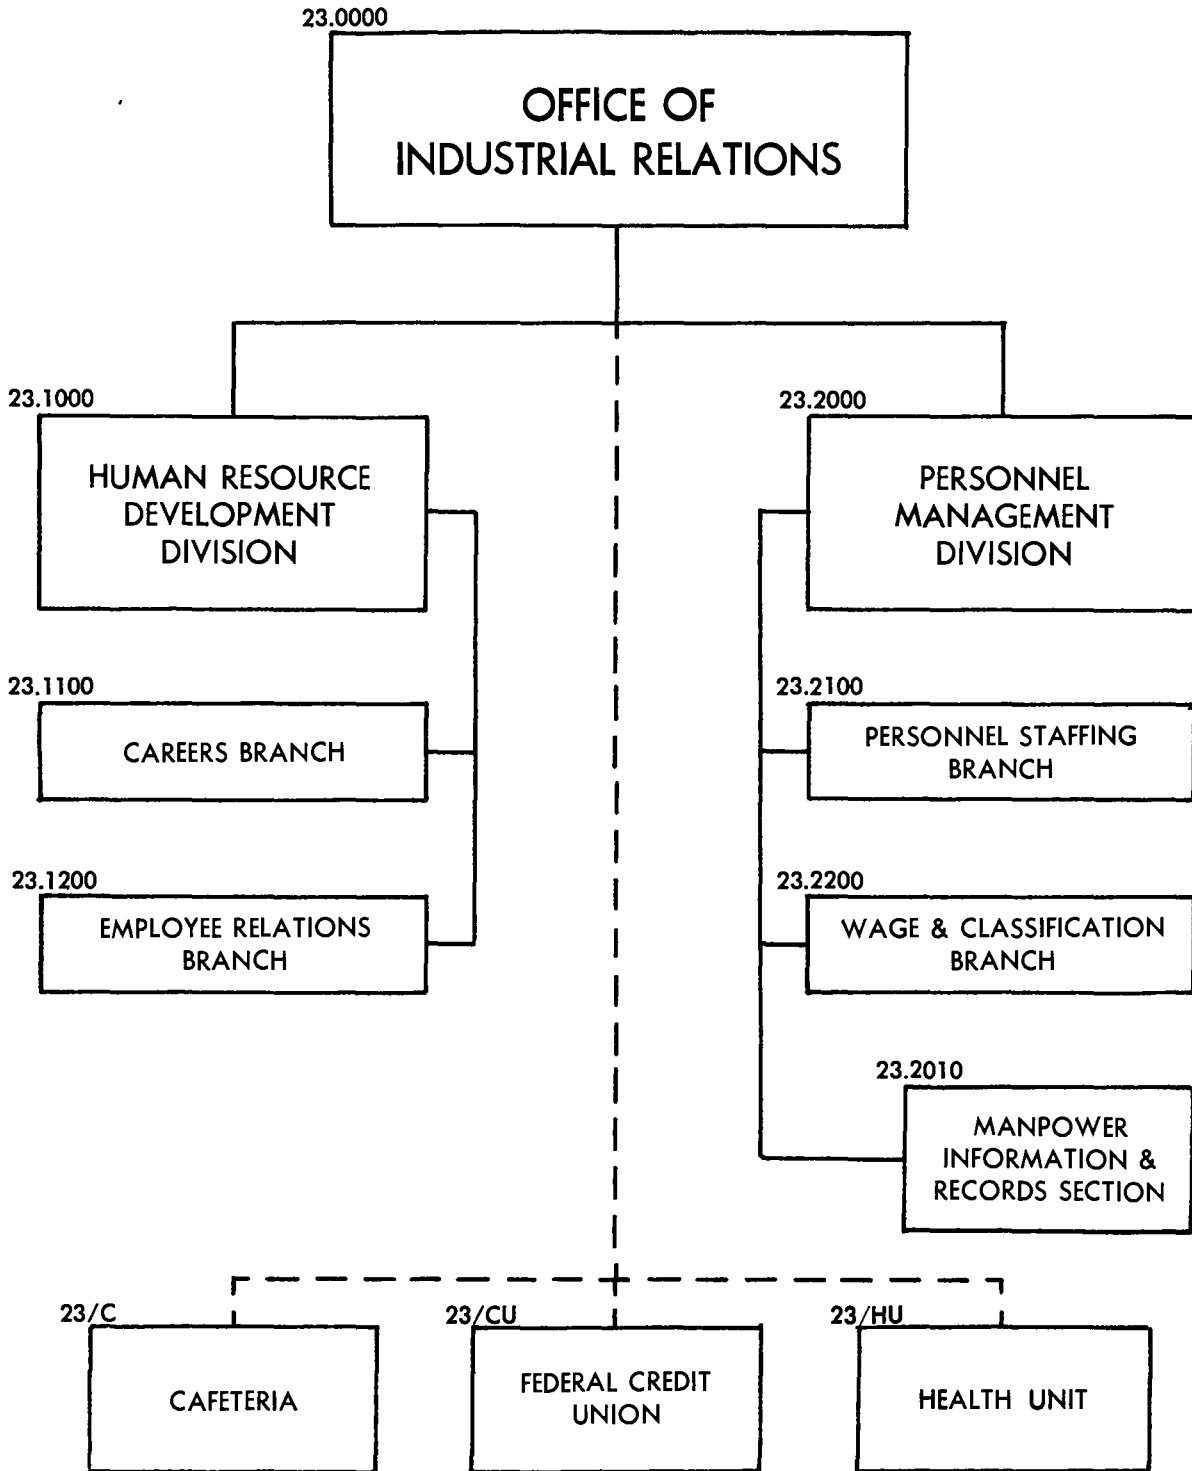 23.0000
OFFICE OF
INDUSTRIAL RELATIONS
23.1000
HUMAN RESOURCE
DEVELOPMENT
DIVISION
23.1100
CAREERS BRANCH
23.1200
EMPLOYEE RELATIONS
BRANCH
23.2000
PERSONNEL
MANAGEMENT
DIVISION
23.2100
PERSONNEL STAFFING
BRANCH
23.2200
WAGE & CLASSIFICATION
BRANCH
23.2010
MANPOWER
INFORMATION &
RECORDS SECTION
23/C
CAFETERIA
23/CU
FEDERAL CREDIT
UNION
23/HU
HEALTH UNIT